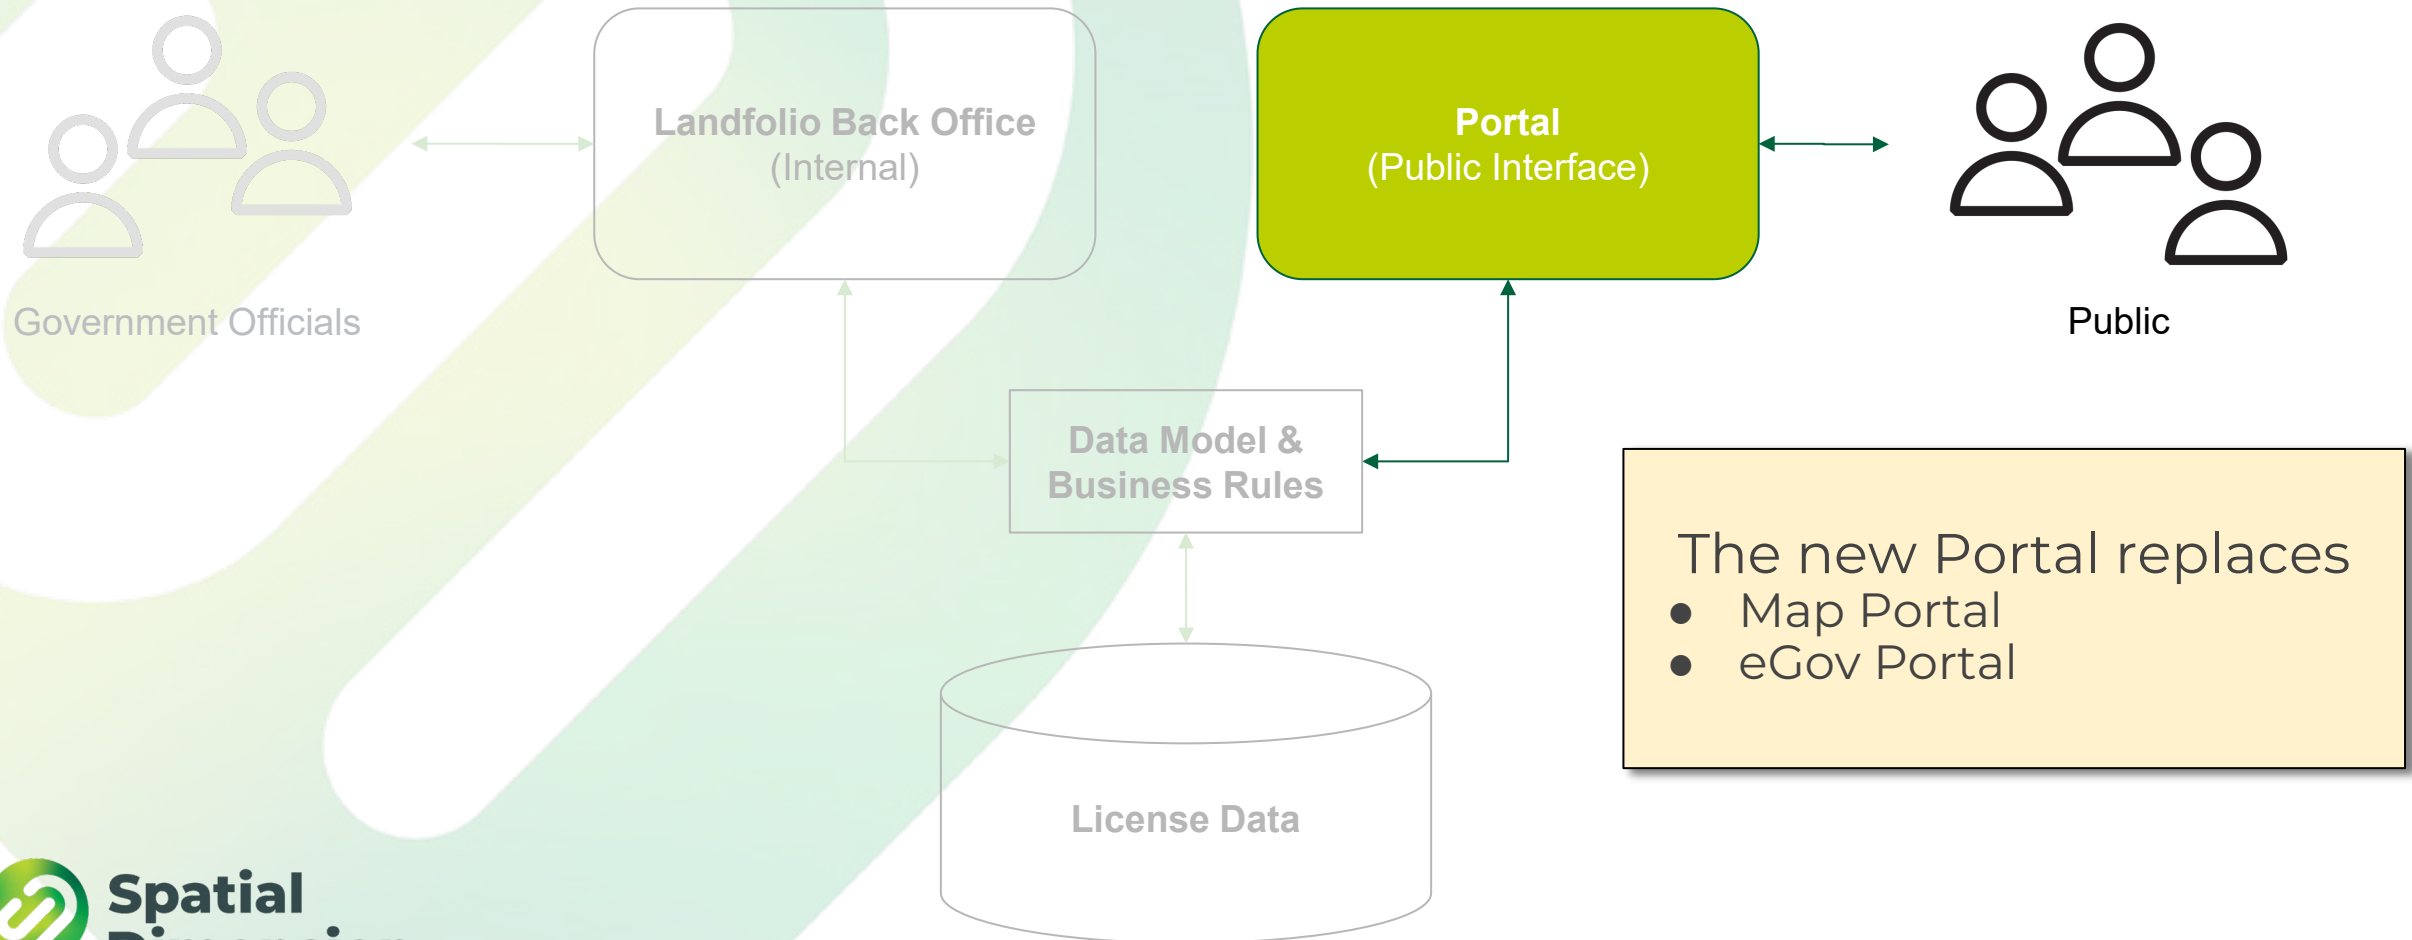 Landfolio Back Office
(Internal)
Portal
(Public Interface)
Government Officials
Public
Data Model &
Business Rules
The new Portal replaces
● Map Portal
● eGov Portal
License Data
Spatial
Dimension